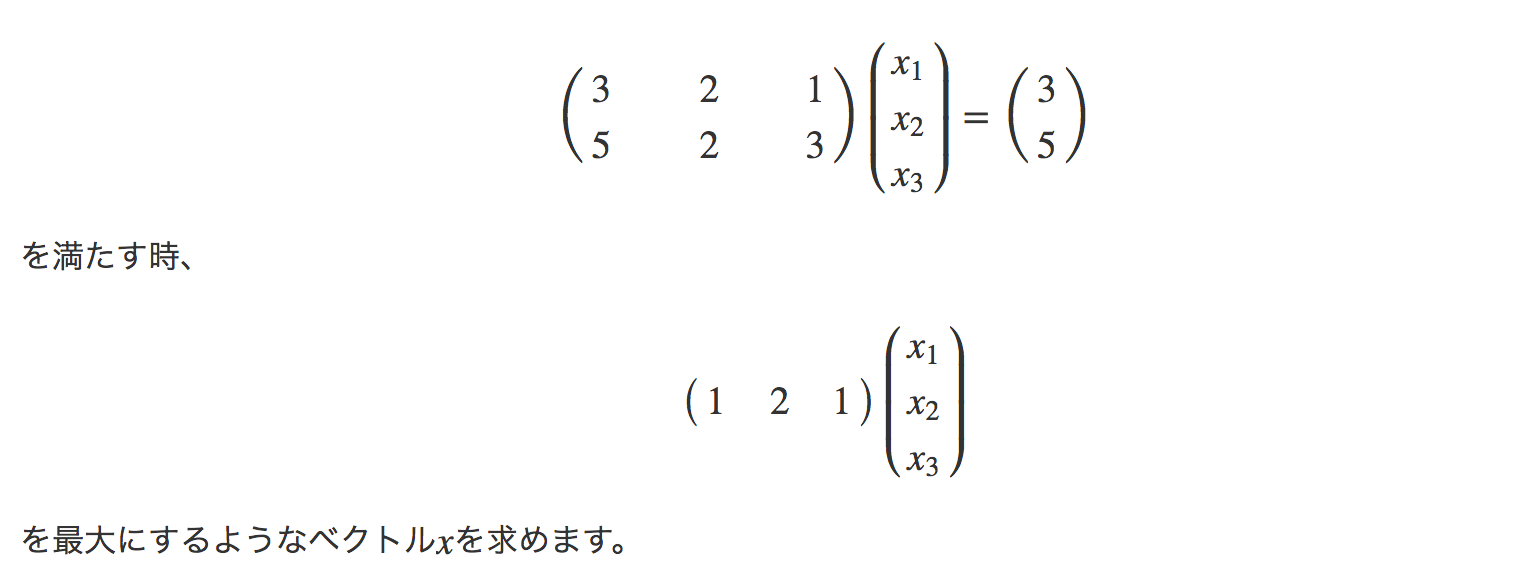 $$\begin{pmatrix} 3 & 2 & 1 \\ 5 & 2 & 3 \end{pmatrix} \begin{pmatrix} x_1 \\ x_2 \\ x_3 \end{pmatrix} = \begin{pmatrix} 3 \\ 5 \end{pmatrix}$$
を満たす時、
$$\begin{pmatrix} 1 & 2 & 1 \end{pmatrix} \begin{pmatrix} x_1 \\ x_2 \\ x_3 \end{pmatrix}$$
を最大にするようなベクトル$x$を求めます。